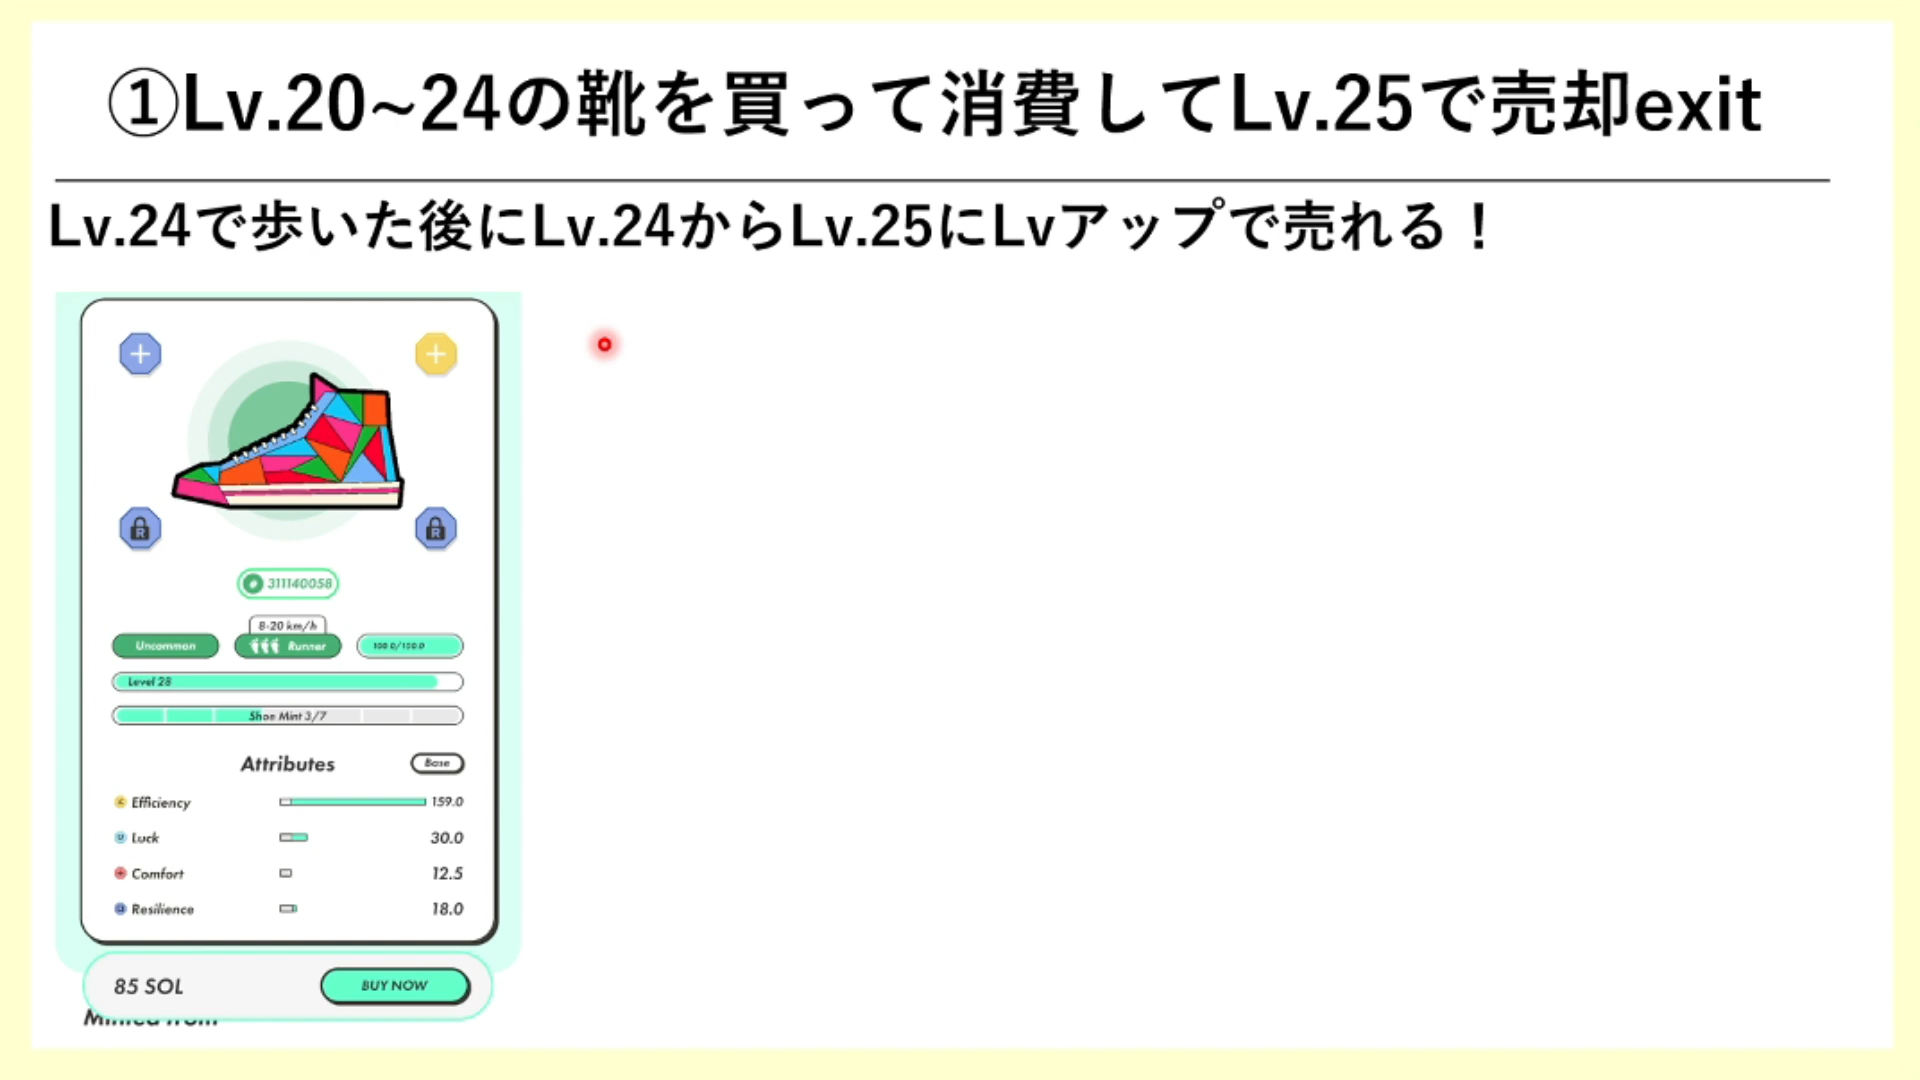 ①Lv.20~24の靴を買って消費してLv.25で売却exit
Lv.24で歩いた後にLv.24からLv.25にLvアップで売れる！
311140058
8-20 km/h
Uncommon
Runner
100.0/100.0
Level 28
Shoe Mint 3/7
Attributes
Base
Efficiency
159.0
Luck
30.0
Comfort
12.5
Resilience
18.0
85 SOL
BUY NOW
Minted from